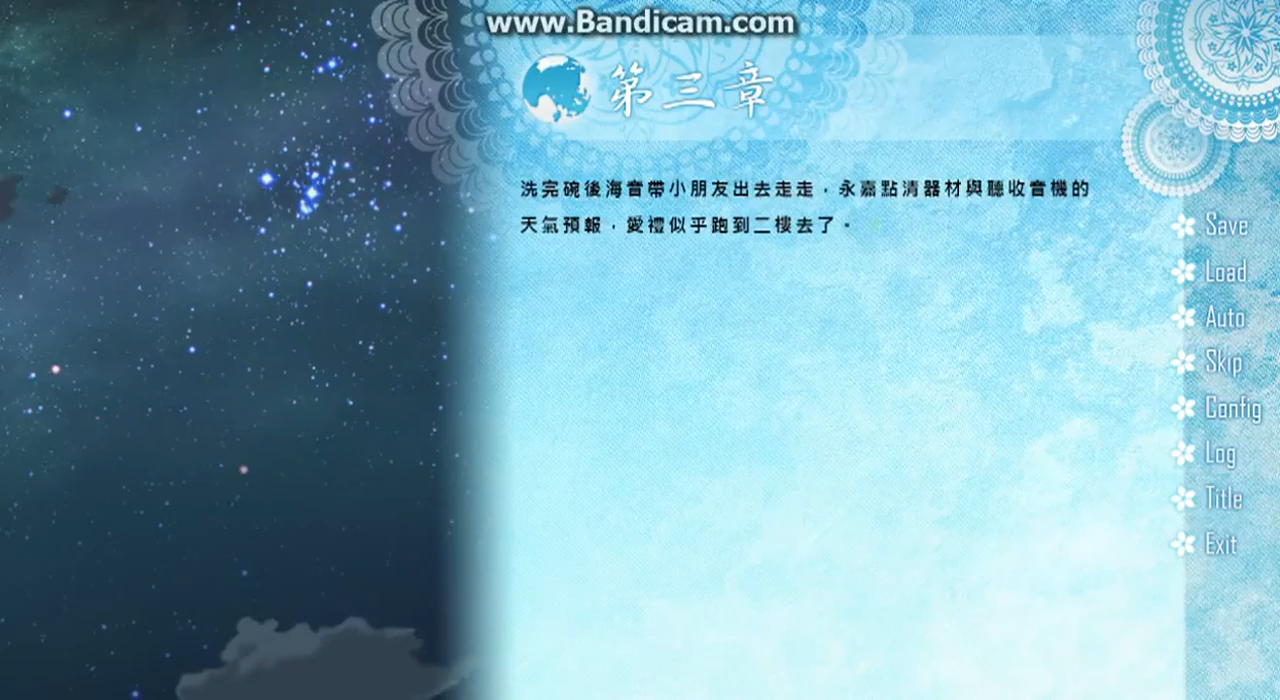 www.Bandicam.com
第三章
洗完碗後海音帶小朋友出去走走，永嘉點清器材與聽收音機的
天氣預報，愛禮似乎跑到二樓去了。
Save
Load
Auto
Skip
Config
Log
Title
Exit